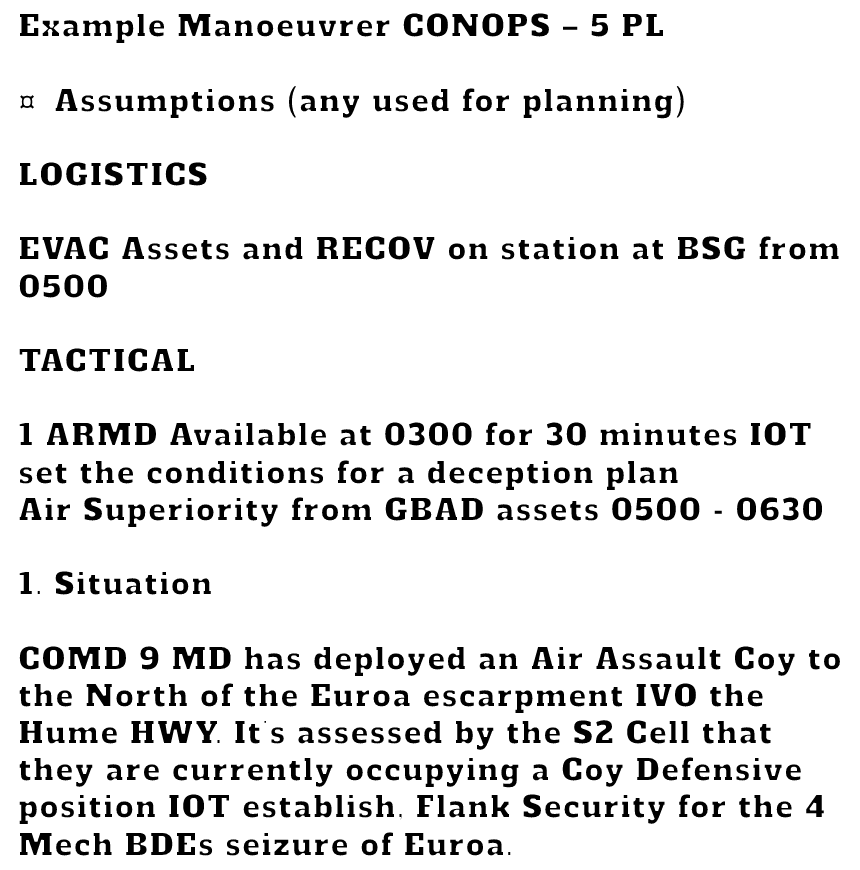 Example Manoeuvrer CONOPS – 5 PL
¤ Assumptions (any used for planning)
LOGISTICS
EVAC Assets and RECOV on station at BSG from
0500
TACTICAL
1 ARMD Available at 0300 for 30 minutes IOT
set the conditions for a deception plan
Air Superiority from GBAD assets 0500 - 0630
1. Situation
COMD 9 MD has deployed an Air Assault Coy to
the North of the Euroa escarpment IVO the
Hume HWY. It's assessed by the S2 Cell that
they are currently occupying a Coy Defensive
position IOT establish. Flank Security for the 4
Mech BDEs seizure of Euroa.